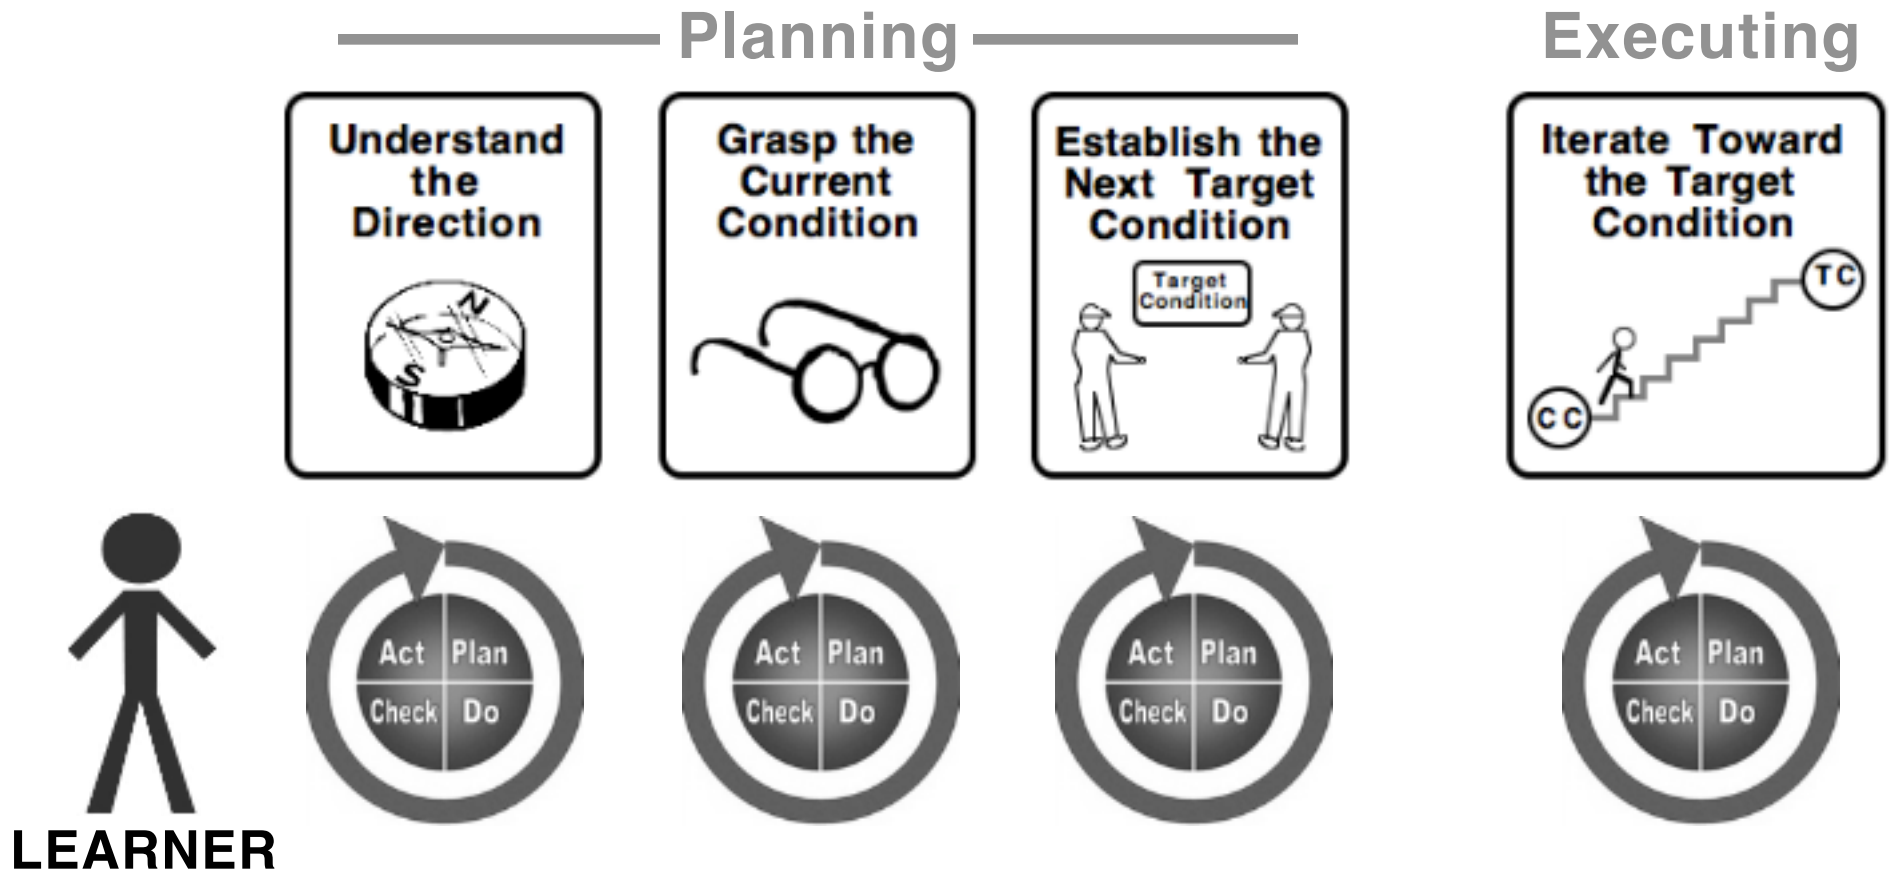 Planning
Executing
Understand
the
Direction
Grasp the
Current
Condition
Establish the
Next Target
Condition
Target
Condition
Iterate Toward
the Target
Condition
N
S
TC
CC
Act Plan
Check Do
Act Plan
Check Do
Act Plan
Check Do
Act Plan
Check Do
LEARNER